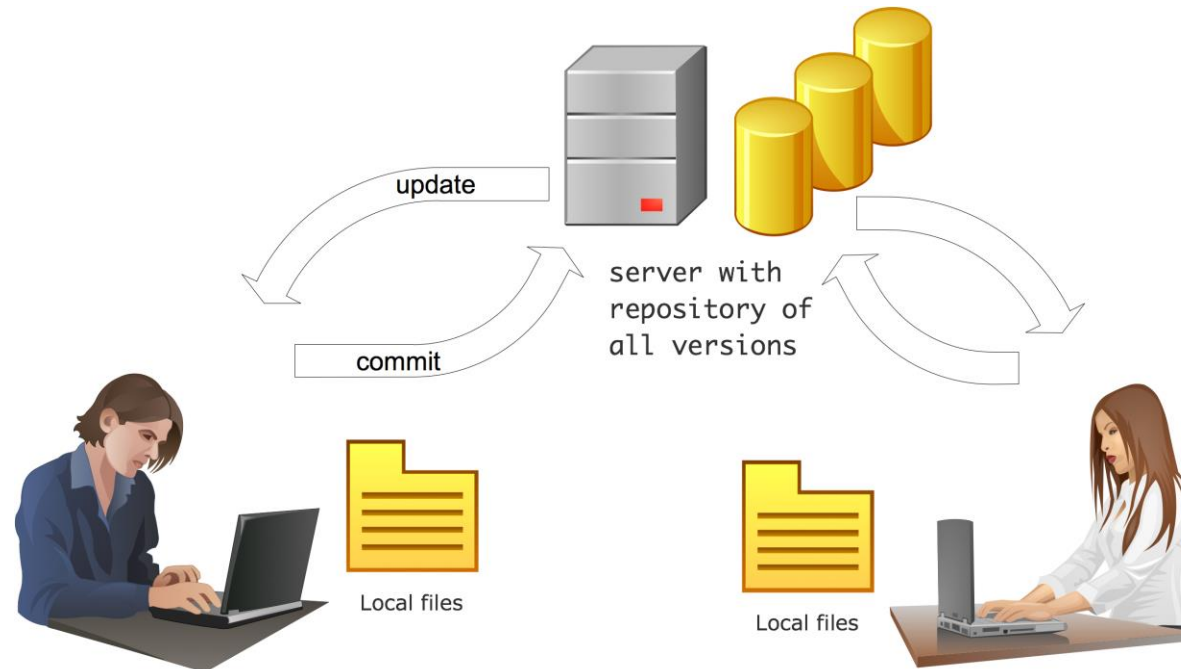 update
commit
server with
repository of
all versions
Local files
Local files